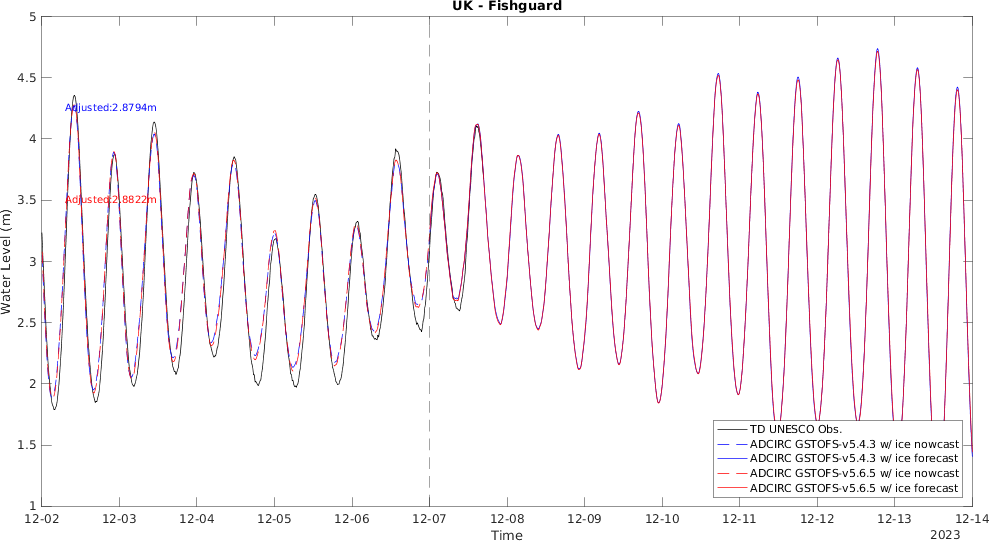 UK - Fishguard
5
4.5
4
3.5
3
2.5
2
1.5
1
Water Level (m)
Adjusted:2.8794m
Adjusted:2.8822m
TD UNESCO Obs.
ADCIRC GSTOFS-v5.4.3 w/ ice nowcast
ADCIRC GSTOFS-v5.4.3 w/ ice forecast
ADCIRC GSTOFS-v5.6.5 w/ ice nowcast
ADCIRC GSTOFS-v5.6.5 w/ ice forecast
12-02 12-03 12-04 12-05 12-06 12-07 12-08 12-09 12-10 12-11 12-12 12-13 12-14
Time
2023